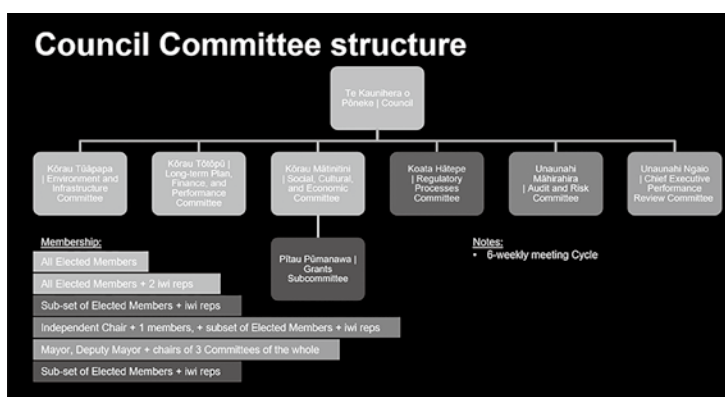 Council Committee structure
Te Kaunihera o
Pōneke | Council
Kōrau Tūāpapa
| Environment and
Infrastructure
Committee
Kōrau Tōtōpū |
Long-term Plan,
Finance, and
Performance
Committee
Kōrau Mātinitini
| Social, Cultural,
and Economic
Committee
Koata Hātepe
| Regulatory
Processes
Committee
Unaunahi
Māhirahira
| Audit and Risk
Committee
Unaunahi Ngaio
| Chief Executive
Performance
Review Committee
Pītau Pūmanawa |
Grants
Subcommittee
Membership:
All Elected Members
All Elected Members + 2 iwi reps
Sub-set of Elected Members + iwi reps
Independent Chair + 1 members, + subset of Elected Members + iwi reps
Mayor, Deputy Mayor + chairs of 3 Committees of the whole
Sub-set of Elected Members + iwi reps
Notes:
• 6-weekly meeting Cycle